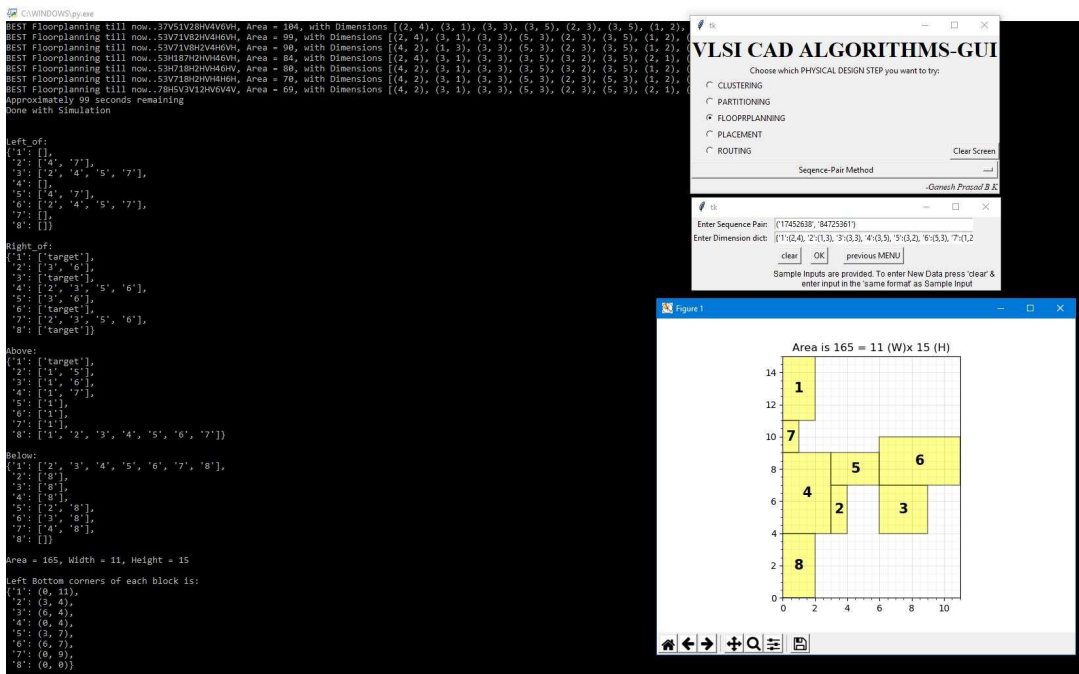 C:\WINDOWS\py.exe
BEST Floorplanning till now..37V51V28HV4V6VH, Area = 104, with Dimensions [(2, 4), (3, 1), (3, 3), (3, 5), (2, 3), (3, 5), (1, 2),
BEST Floorplanning till now..53V71V82HV4V6HH, Area = 99, with Dimensions [(2, 4), (3, 1), (3, 3), (5, 3), (2, 3), (3, 5), (1, 2), (
BEST Floorplanning till now..53V71V8H2V4H6VH, Area = 90, with Dimensions [(4, 2), (1, 3), (3, 3), (5, 3), (2, 3), (3, 5), (1, 2), (
BEST Floorplanning till now..53H187H2VHH46VH, Area = 84, with Dimensions [(2, 4), (3, 1), (3, 3), (3, 5), (2, 3), (3, 5), (2, 1), (
BEST Floorplanning till now..53H718H2VHH46HV, Area = 80, with Dimensions [(4, 2), (3, 1), (3, 3), (3, 5), (3, 2), (3, 5), (1, 2), (
BEST Floorplanning till now..53V718H2VHV4H6H, Area = 70, with Dimensions [(4, 2), (3, 1), (3, 3), (5, 3), (2, 3), (5, 3), (1, 2), (
BEST Floorplanning till now..78H5V3V12HV6V4V, Area = 69, with Dimensions [(4, 2), (3, 1), (3, 3), (5, 3), (2, 3), (5, 3), (2, 1), (
Approximately 99 seconds remaining
Done with Simulation
Left_of:
{'1': [],
'2': ['4', '7'],
'3': ['2', '4', '5', '7'],
'4': [],
'5': ['4', '7'],
'6': ['2', '4', '5', '7'],
'7': [],
'8': []}
Right_of:
{'1': ['target'],
'2': ['3', '6'],
'3': ['target'],
'4': ['2', '3', '5', '6'],
'5': ['3', '6'],
'6': ['target'],
'7': ['2', '3', '5', '6'],
'8': ['target']}
Above:
{'1': ['target'],
'2': ['1', '5'],
'3': ['1', '6'],
'4': ['1', '7'],
'5': ['1'],
'6': ['1'],
'7': ['1'],
'8': ['1', '2', '3', '4', '5', '6', '7']}
Below:
{'1': ['2', '3', '4', '5', '6', '7', '8'],
'2': ['8'],
'3': ['8'],
'4': ['8'],
'5': ['2', '8'],
'6': ['3', '8'],
'7': ['4', '8'],
'8': []}
Area = 165, Width = 11, Height = 15
Left Bottom corners of each block is:
{'1': (0, 11),
'2': (3, 4),
'3': (6, 4),
'4': (0, 4),
'5': (3, 7),
'6': (6, 7),
'7': (0, 9),
'8': (0, 0)}
tk
VLSI CAD ALGORITHMS-GUI
Choose which PHYSICAL DESIGN STEP you want to try:
CLUSTERING
PARTITIONING
FLOOPRPLANNING
PLACEMENT
ROUTING
Clear Screen
Seqence-Pair Method
-Ganesh Prasad B K
tk
Enter Sequence Pair: ('17452638', '84725361')
Enter Dimension dict: {'1':(2,4), '2':(1,3), '3':(3,3), '4':(3,5), '5':(3,2), '6':(5,3), '7':(1,2
clear OK previous MENU
Sample Inputs are provided. To enter New Data press 'clear' &
enter input in the 'same format' as Sample Input
Figure 1
Area is 165 = 11 (W)x 15 (H)
14
1
12
10
7
8
5
6
6
4
2
3
4
2
8
0
0 2 4 6 8 10